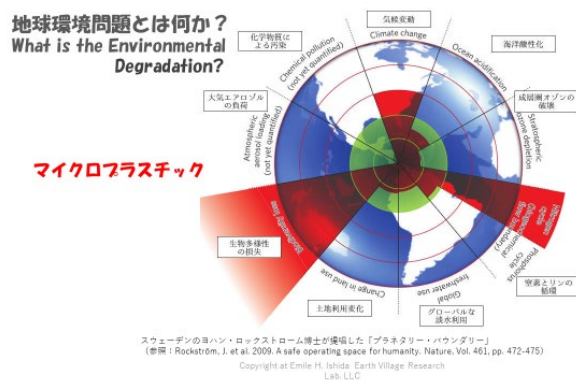 地球環境問題とは何か？
What is the Environmental
Degradation?
気候変動
Climate change
化学物質に
よる汚染
Chemical pollution
(not yet quantified)
海洋酸性化
Ocean acidification
大気エアロゾル
の負荷
Atmospheric
aerosol loading
(not yet quantified)
成層圏オゾンの
破壊
Stratospheric
ozone depletion
マイクロプラスチック
Biodiversity loss
生物多様性
の損失
Nitrogen
cycle
(biogeochemical
flow boundary)
Phosphorus
cycle
窒素とリンの
循環
Change in land use
土地利用変化
Global
freshwater use
グローバルな
淡水利用
スウェーデンのヨハン・ロックストローム博士が提唱した「プラネタリー・バウンダリー」
（参照：Rockström, J. et al. 2009. A safe operating space for humanity. Nature, Vol. 461, pp. 472-475）
Copyright at Emile H. Ishida Earth Village Research
Lab. LLC